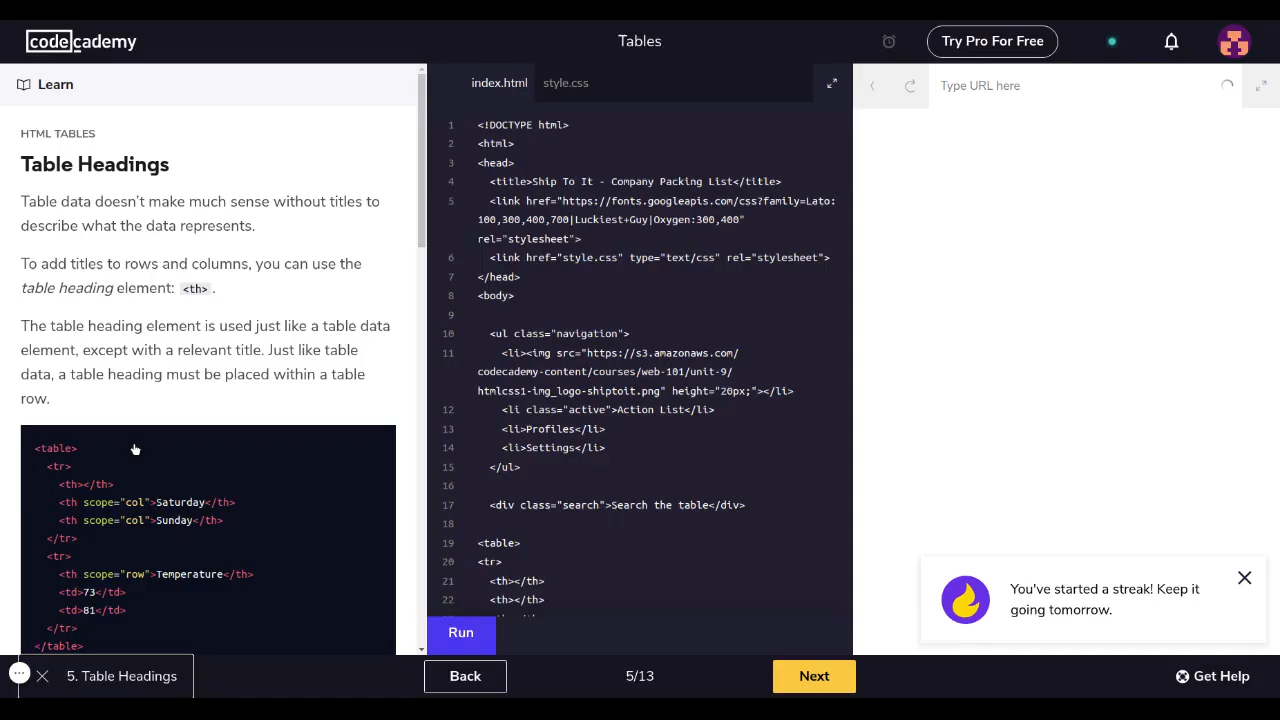 codecademy
Tables
Try Pro For Free
Learn
HTML TABLES
Table Headings
Table data doesn't make much sense without titles to
describe what the data represents.
To add titles to rows and columns, you can use the
table heading element: <th> .
The table heading element is used just like a table data
element, except with a relevant title. Just like table
data, a table heading must be placed within a table
row.
<table>
<tr>
<th></th>
<th scope="col">Saturday</th>
<th scope="col">Sunday</th>
</tr>
<tr>
<th scope="row">Temperature</th>
<td>73</td>
<td>81</td>
</tr>
</table>
index.html
style.css
1 <!DOCTYPE html>
2 <html>
3 <head>
4 <title>Ship To It - Company Packing List</title>
5 <link href="https://fonts.googleapis.com/css?family=Lato:
100,300,400,700|Luckiest+Guy|Oxygen:300,400"
rel="stylesheet">
6 <link href="style.css" type="text/css" rel="stylesheet">
7 </head>
8 <body>
9
10 <ul class="navigation">
11 <li><img src="https://s3.amazonaws.com/
codecademy-content/courses/web-101/unit-9/
htmlcss1-img_logo-shiptoit.png" height="20px;"></li>
12 <li class="active">Action List</li>
13 <li>Profiles</li>
14 <li>Settings</li>
15 </ul>
16
17 <div class="search">Search the table</div>
18
19 <table>
20 <tr>
21 <th></th>
22 <th></th>
Run
Type URL here
You've started a streak! Keep it
going tomorrow.
5. Table Headings
Back
5/13
Next
Get Help